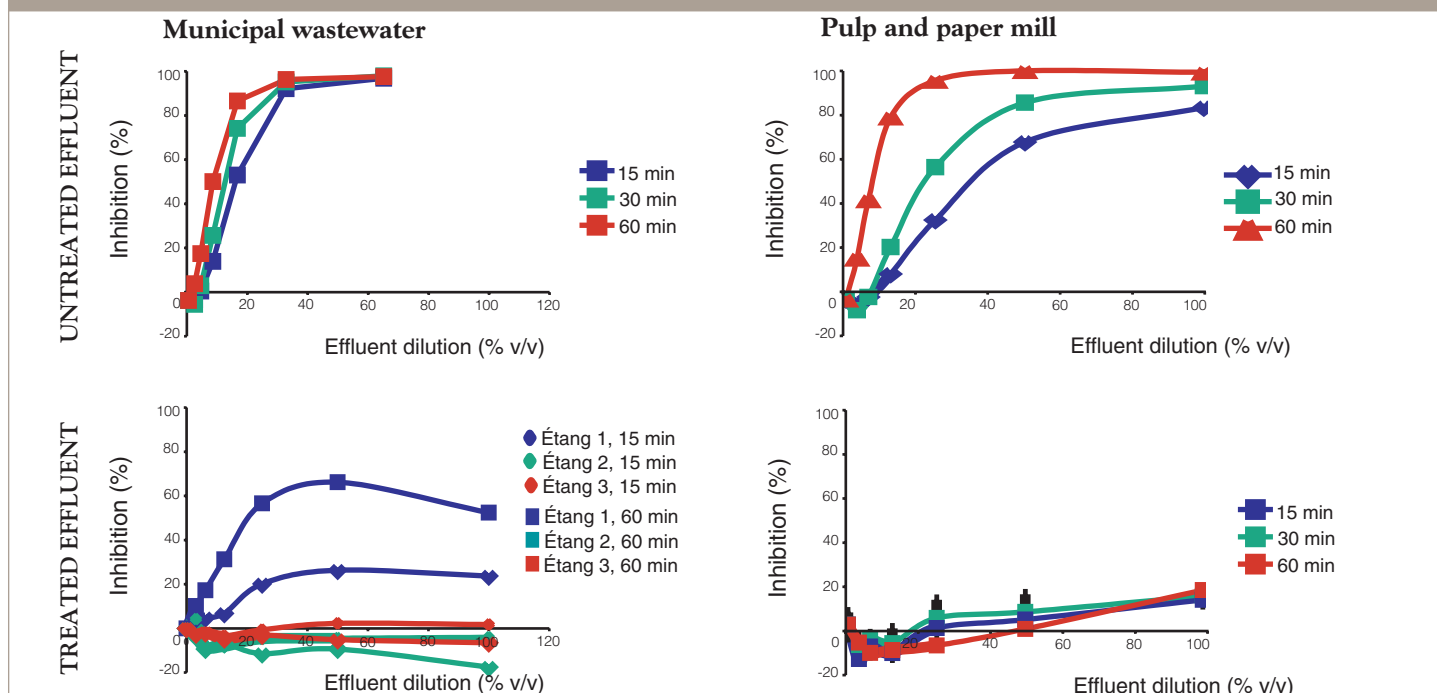 Municipal wastewater
Pulp and paper mill
UNTREATED EFFLUENT
Inhibition (%)
100
80
60
40
20
0
-20
20
40
60
80
100
120
Effluent dilution (% v/v)
15 min
30 min
60 min
Inhibition (%)
100
80
60
40
20
0
-20
20
40
60
80
100
Effluent dilution (% v/v)
15 min
30 min
60 min
TREATED EFFLUENT
Inhibition (%)
100
80
60
40
20
0
-20
20
40
60
80
100
120
Effluent dilution (% v/v)
Étang 1, 15 min
Étang 2, 15 min
Étang 3, 15 min
Étang 1, 60 min
Étang 2, 60 min
Étang 3, 60 min
Inhibition (%)
100
80
60
40
20
0
-20
20
40
60
80
100
Effluent dilution (% v/v)
15 min
30 min
60 min